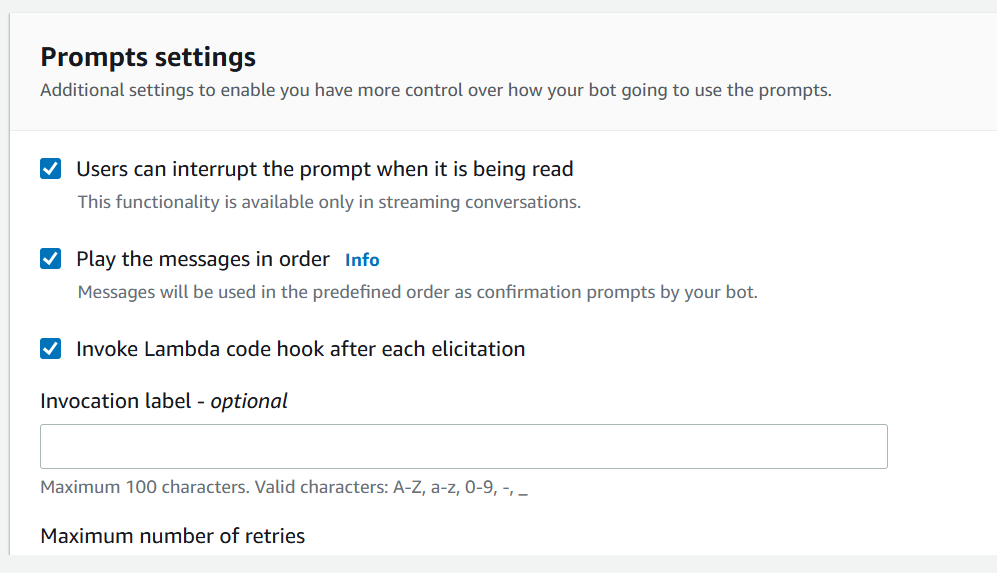 Prompts settings
Additional settings to enable you have more control over how your bot going to use the prompts.
Users can interrupt the prompt when it is being read
This functionality is available only in streaming conversations.
Play the messages in order Info
Messages will be used in the predefined order as confirmation prompts by your bot.
Invoke Lambda code hook after each elicitation
Invocation label - optional
Maximum 100 characters. Valid characters: A-Z, a-z, 0-9, -, _
Maximum number of retries